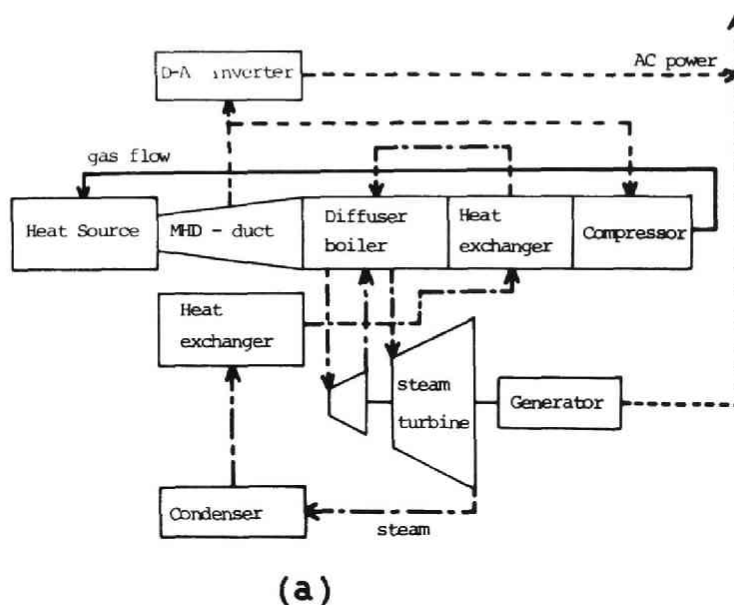 D-A inverter
AC power
gas flow
Heat Source
MHD - duct
Diffuser
boiler
Heat
exchanger
Compressor
Heat
exchanger
steam
turbine
Generator
Condenser
steam
(a)